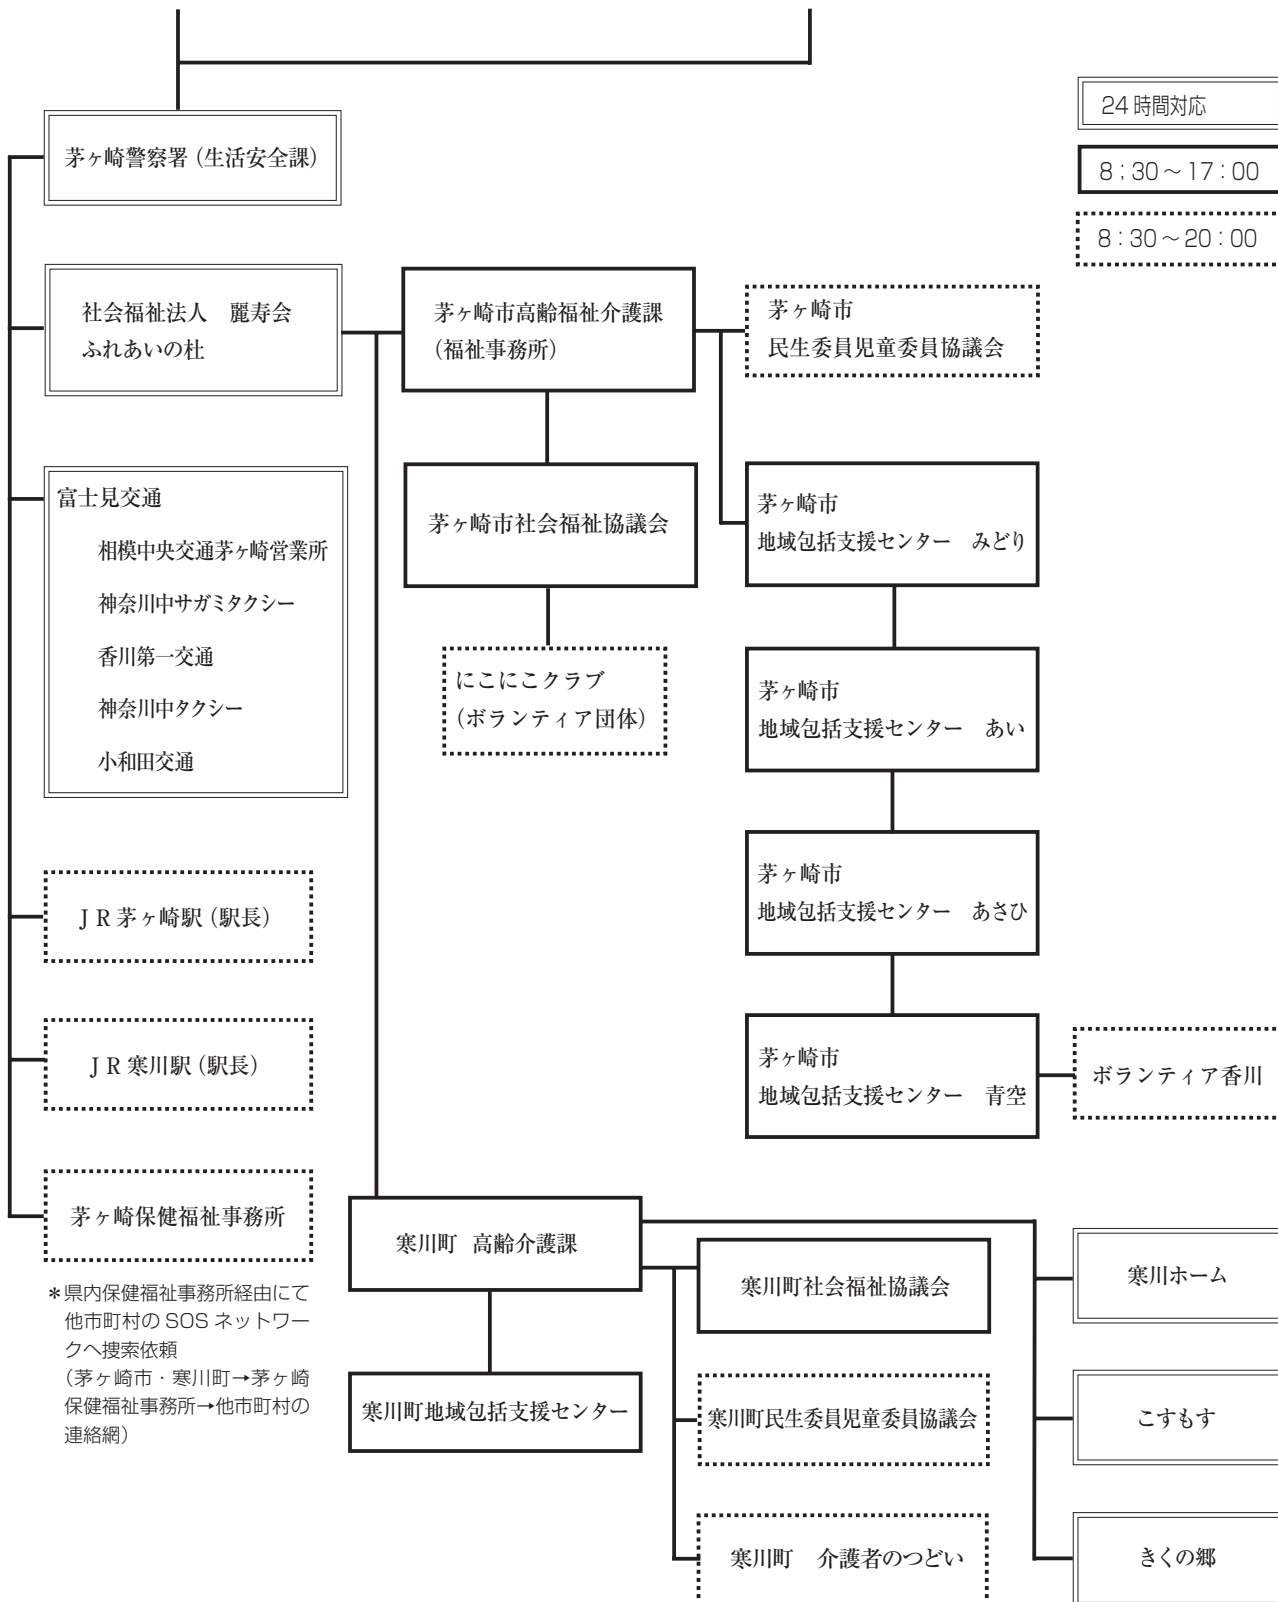 24時間対応
8；30～17：00
8：30～20：00
茅ヶ崎警察署（生活安全課）
社会福祉法人　麗寿会
ふれあいの杜
茅ヶ崎市高齢福祉介護課
（福祉事務所）
茅ヶ崎市
民生委員児童委員協議会
富士見交通
相模中央交通茅ヶ崎営業所
神奈川中サガミタクシー
香川第一交通
神奈川中タクシー
小和田交通
茅ヶ崎市社会福祉協議会
にこにこクラブ
（ボランティア団体）
茅ヶ崎市
地域包括支援センター　みどり
茅ヶ崎市
地域包括支援センター　あい
茅ヶ崎市
地域包括支援センター　あさひ
茅ヶ崎市
地域包括支援センター　青空
ボランティア香川
ＪＲ茅ヶ崎駅（駅長）
ＪＲ寒川駅（駅長）
茅ヶ崎保健福祉事務所
＊県内保健福祉事務所経由にて
他市町村のSOSネットワー
クへ捜索依頼
（茅ヶ崎市・寒川町→茅ヶ崎
保健福祉事務所→他市町村の
連絡網）
寒川町　高齢介護課
寒川町地域包括支援センター
寒川町社会福祉協議会
寒川町民生委員児童委員協議会
寒川町　介護者のつどい
寒川ホーム
こすもす
きくの郷